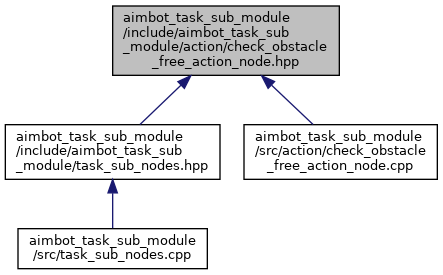 aimbot_task_sub_module
/include/aimbot_task_sub
_module/action/check_obstacle
_free_action_node.hpp
aimbot_task_sub_module
/include/aimbot_task_sub
_module/task_sub_nodes.hpp
aimbot_task_sub_module
/src/action/check_obstacle
_free_action_node.cpp
aimbot_task_sub_module
/src/task_sub_nodes.cpp